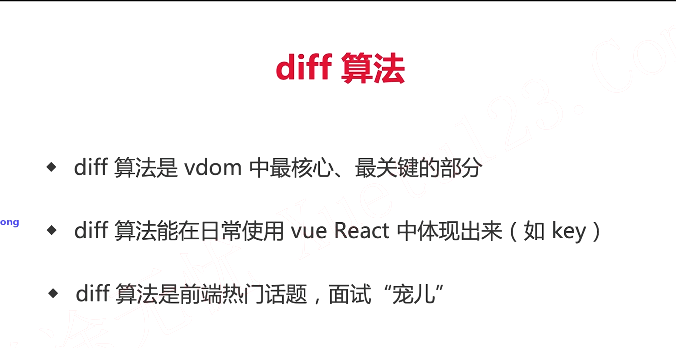 diff 算法
◆ diff 算法是 vdom 中最核心、最关键的部分
ong
◆ diff 算法能在日常使用 vue React 中体现出来（如 key）
◆ diff 算法是前端热门话题，面试“宠儿”